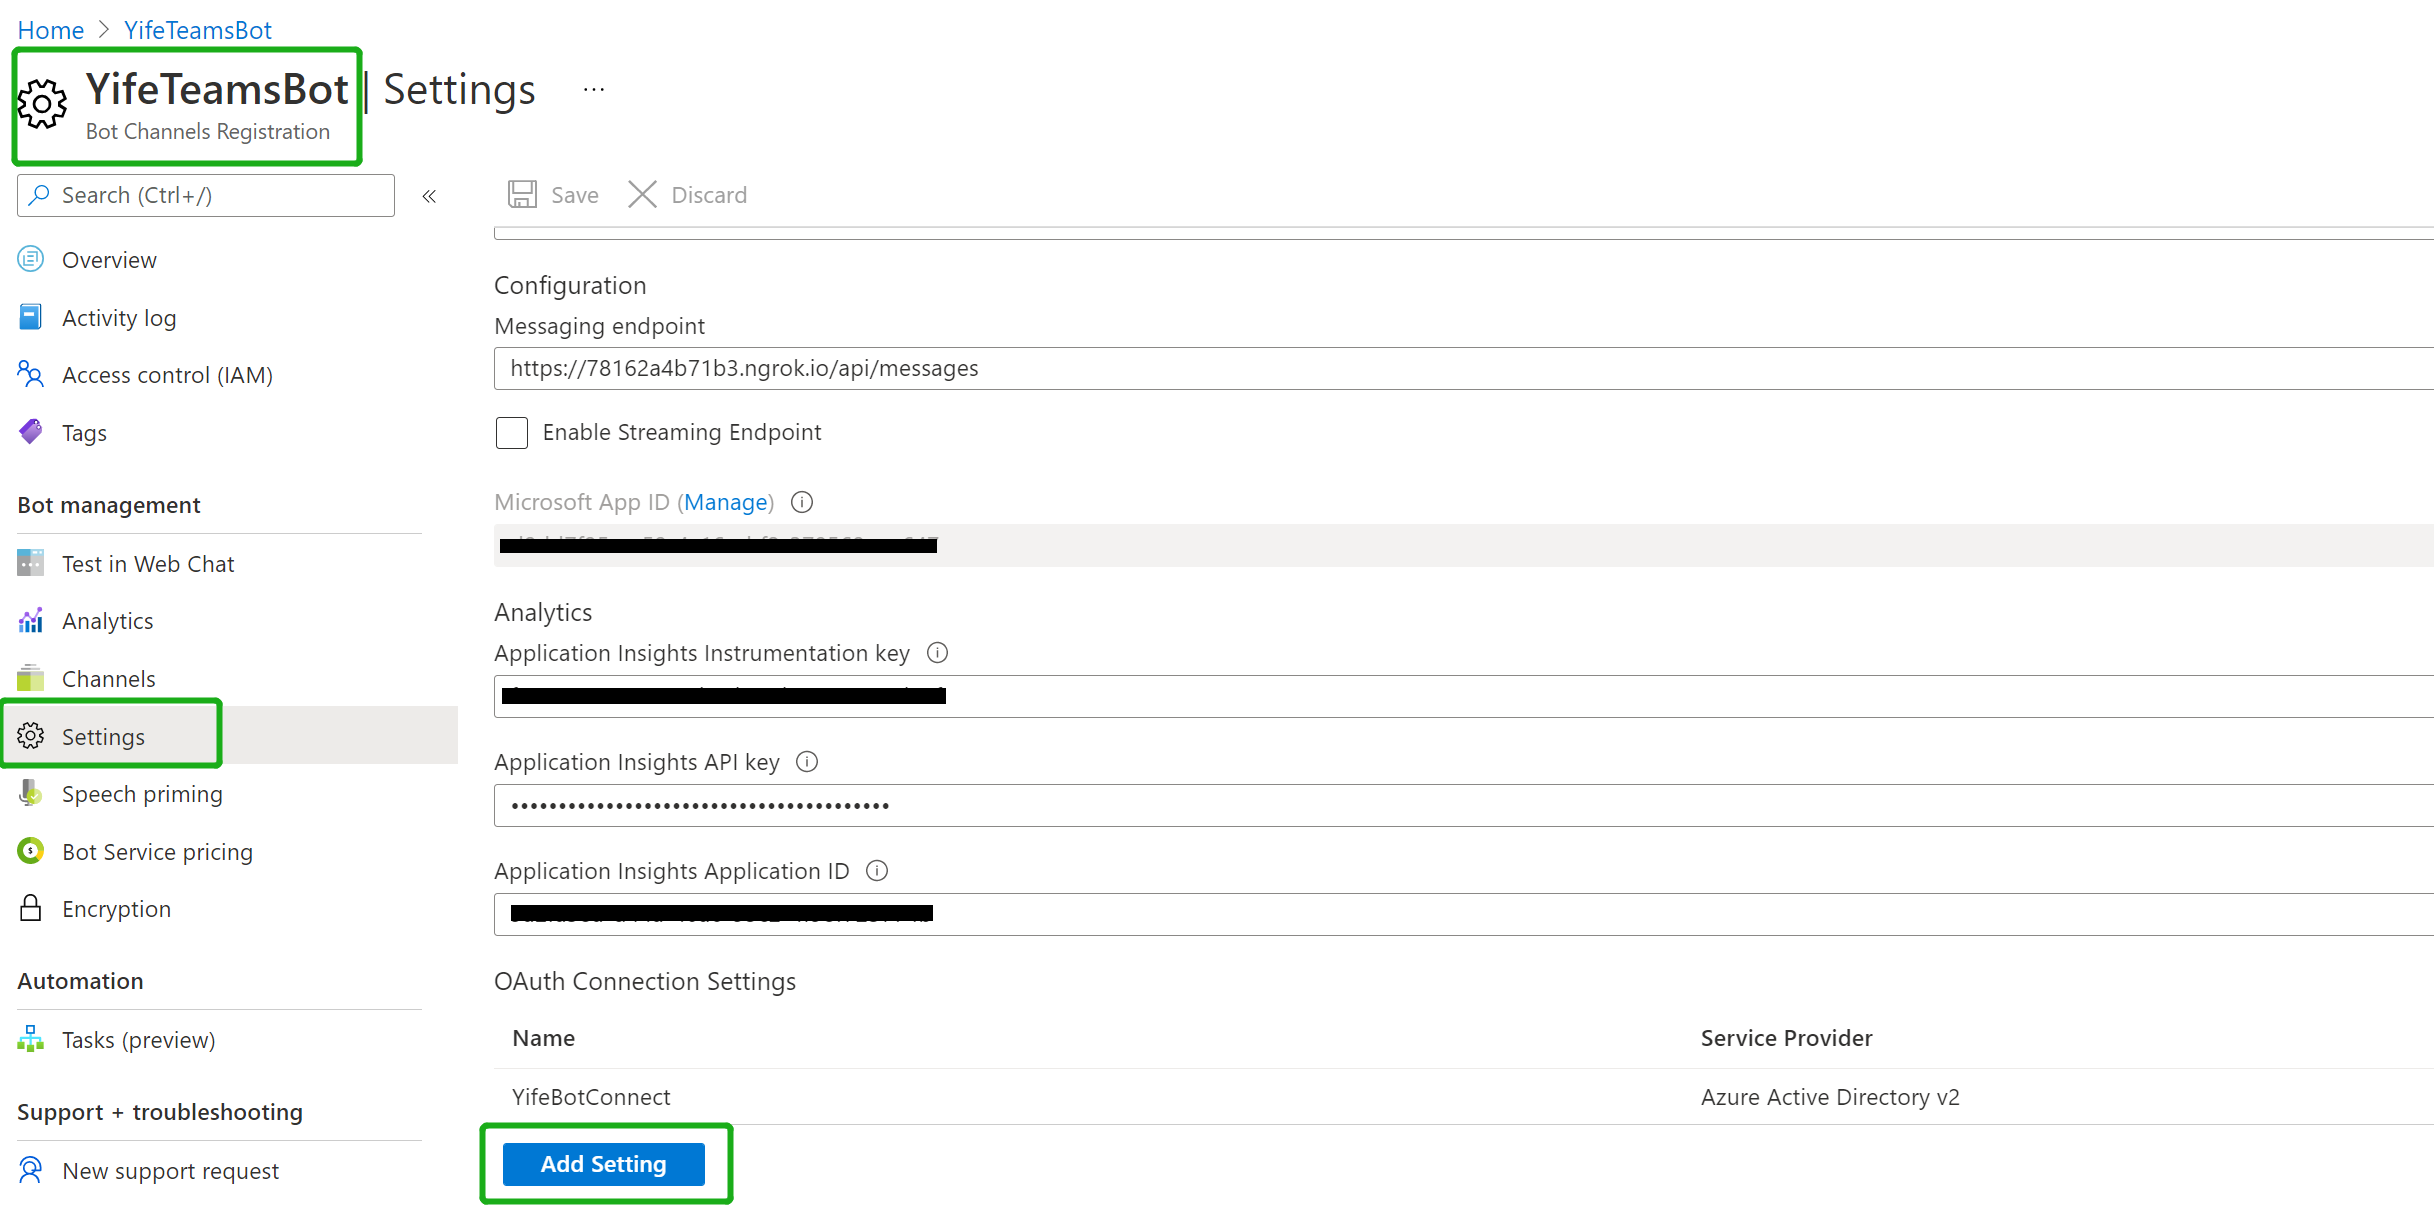 Home > YifeTeamsBot
YifeTeamsBot | Settings ...
Bot Channels Registration
Search (Ctrl+/)
«
Save
Discard
Overview
Activity log
Access control (IAM)
Tags
Bot management
Test in Web Chat
Analytics
Channels
Settings
Speech priming
Bot Service pricing
Encryption
Automation
Tasks (preview)
Support + troubleshooting
New support request
Configuration
Messaging endpoint
https://78162a4b71b3.ngrok.io/api/messages
Enable Streaming Endpoint
Microsoft App ID (Manage)
Analytics
Application Insights Instrumentation key
Application Insights API key
••••••••••••••••••••••••••••••••••••••••
Application Insights Application ID
OAuth Connection Settings
Name Service Provider
YifeBotConnect Azure Active Directory v2
Add Setting